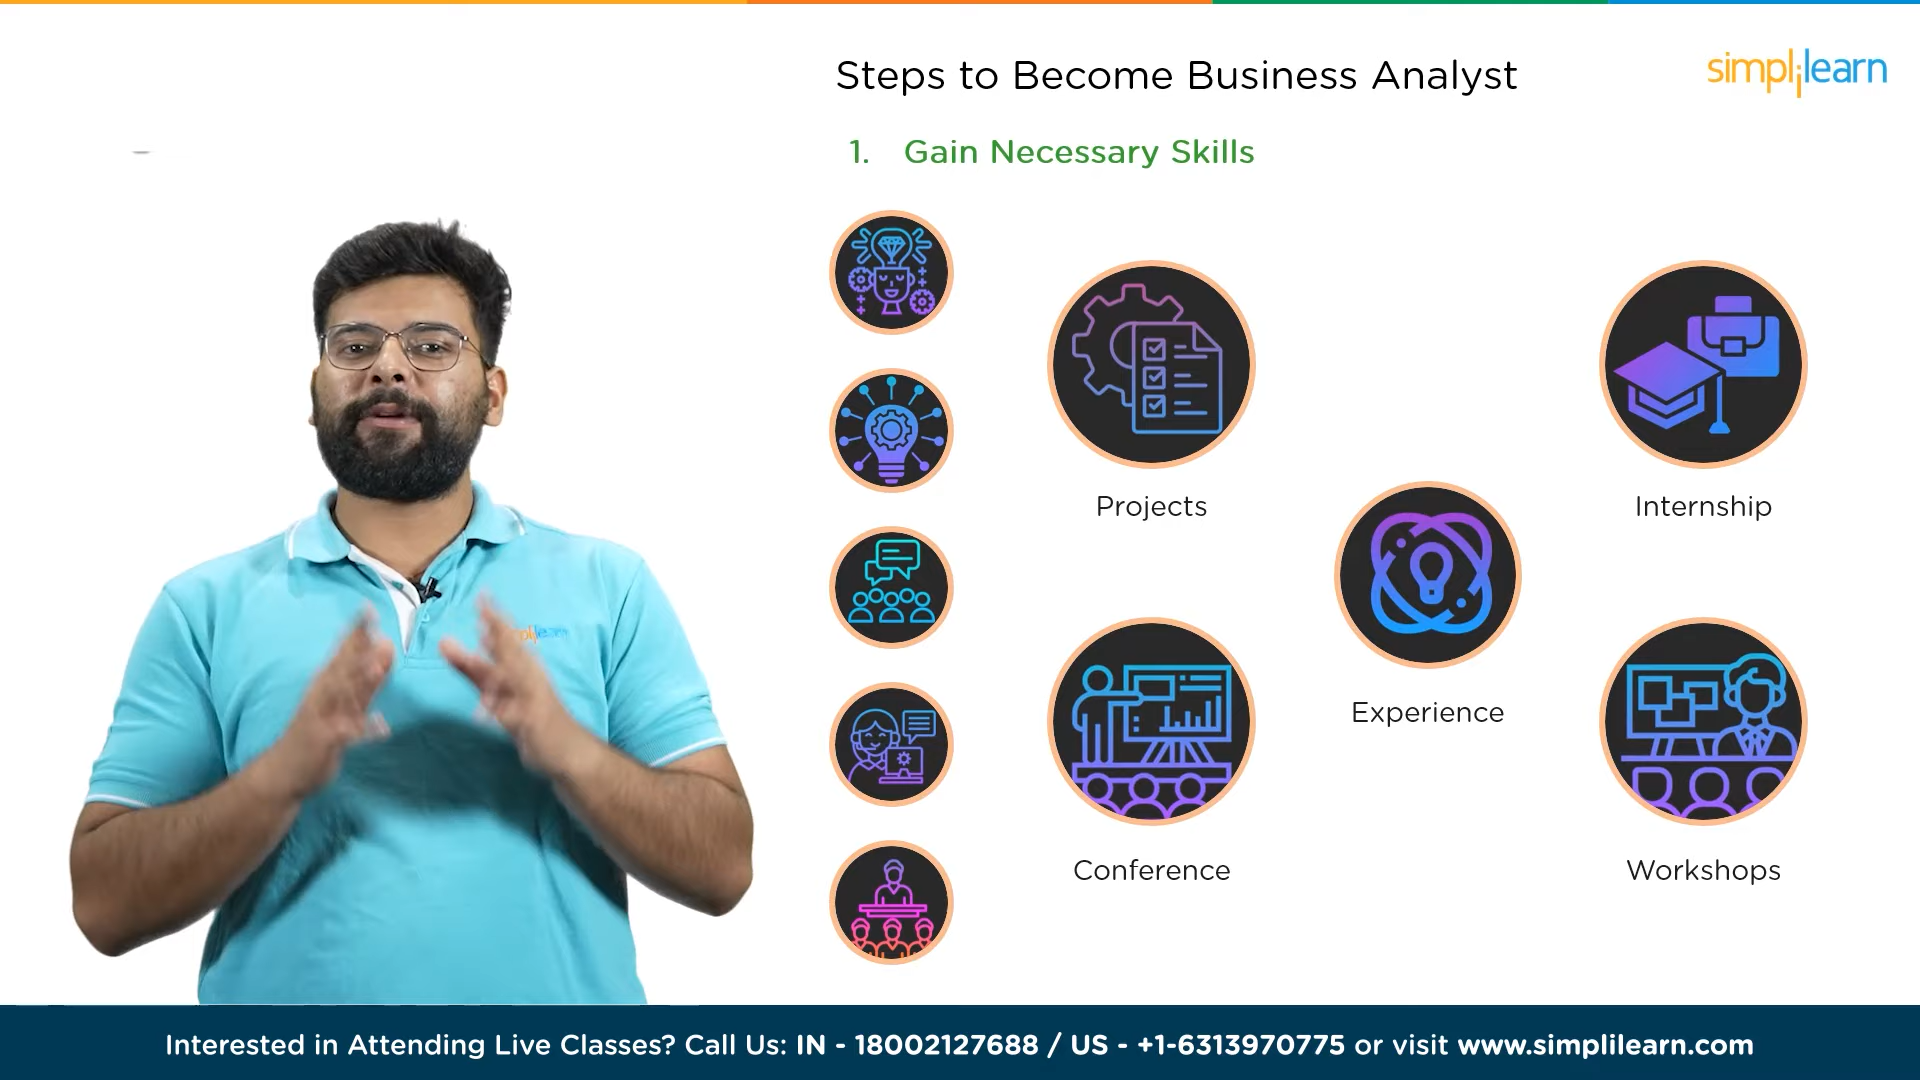 Steps to Become Business Analyst
simplilearn
1. Gain Necessary Skills
Projects
Internship
Experience
Conference
Workshops
Interested in Attending Live Classes? Call Us: IN - 18002127688 / US - +1-6313970775 or visit www.simplilearn.com